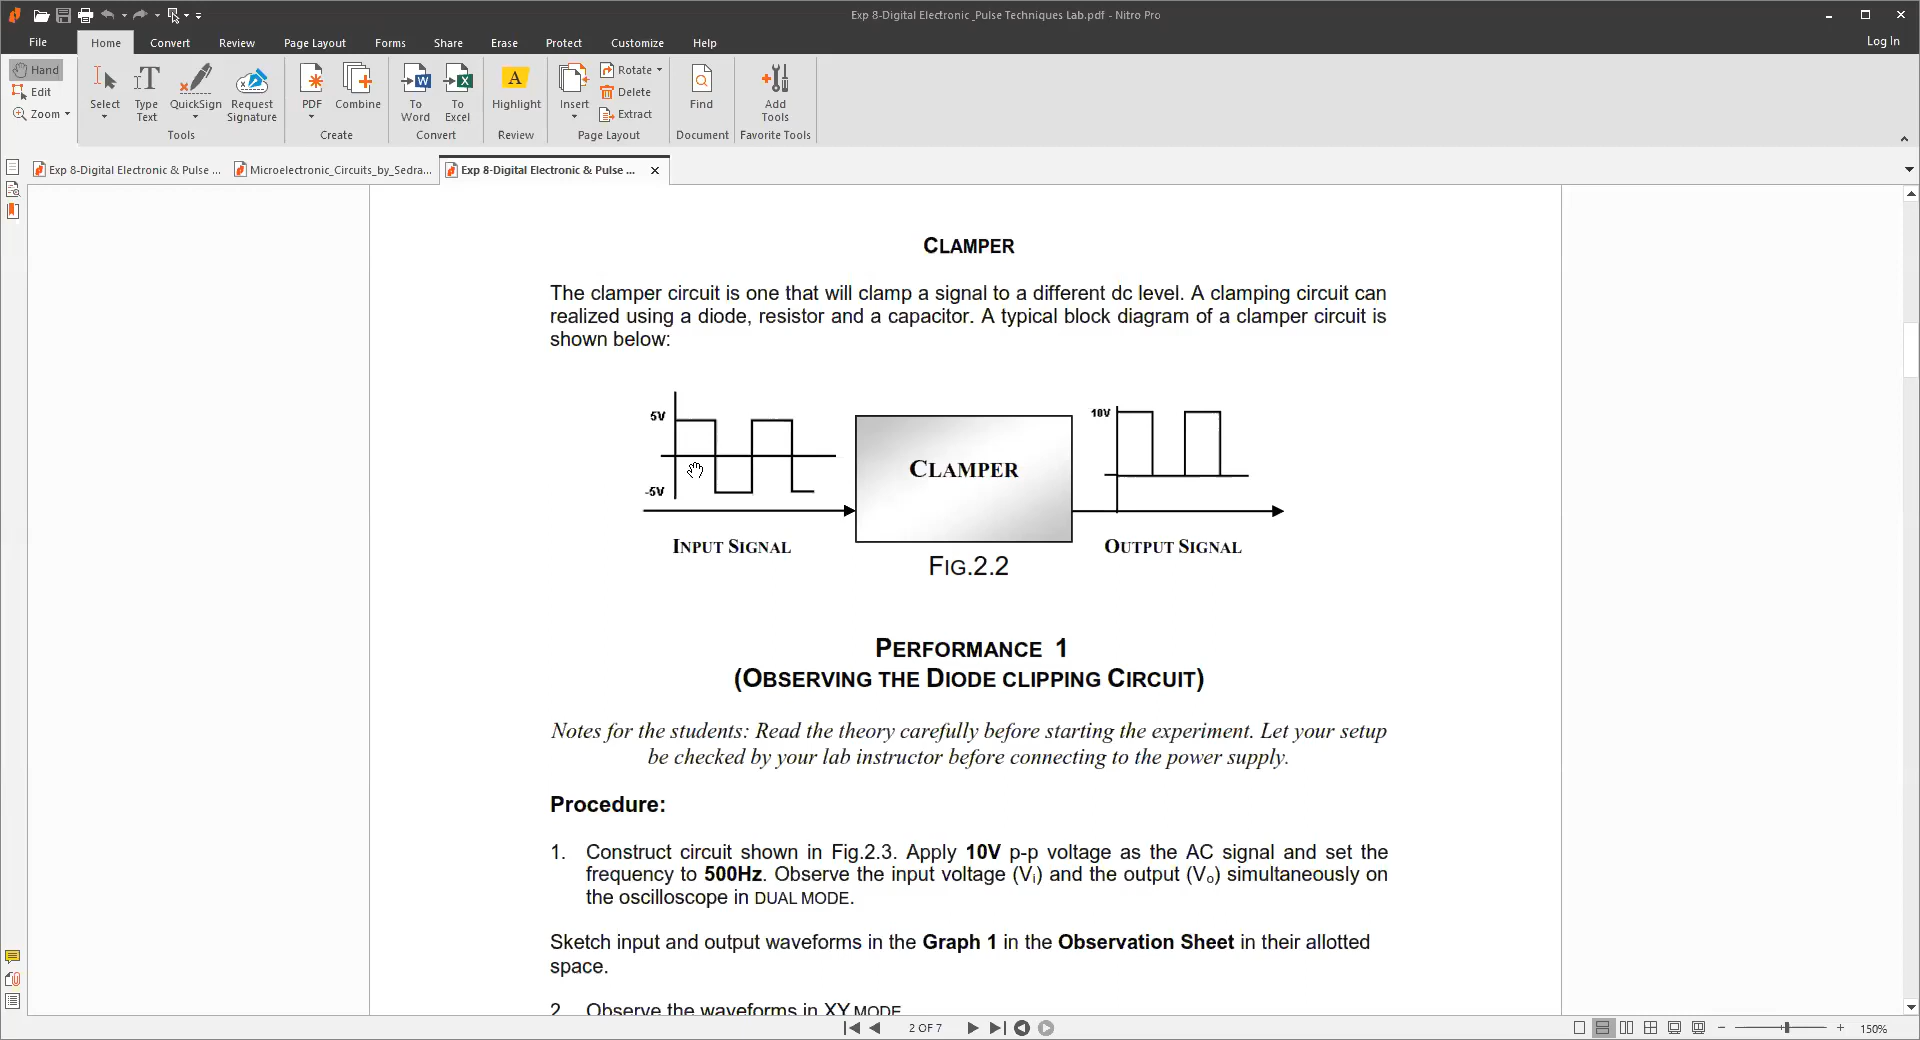 Exp 8-Digital Electronic _Pulse Techniques Lab.pdf - Nitro Pro
File
Home
Convert
Review
Page Layout
Forms
Share
Erase
Protect
Customize
Help
Log In
Hand
Edit
Zoom
Select
Type Text
QuickSign
Request Signature
Tools
PDF
Combine
Create
To Word
To Excel
Convert
Highlight
Review
Insert
Rotate
Delete
Extract
Page Layout
Find
Document
Add Tools
Favorite Tools
Exp 8-Digital Electronic & Pulse ...
Microelectronic_Circuits_by_Sedra...
Exp 8-Digital Electronic & Pulse ...
CLAMPER
The clamper circuit is one that will clamp a signal to a different dc level. A clamping circuit can
realized using a diode, resistor and a capacitor. A typical block diagram of a clamper circuit is
shown below:
5V
-5V
INPUT SIGNAL
CLAMPER
10V
OUTPUT SIGNAL
FIG.2.2
PERFORMANCE 1
(OBSERVING THE DIODE CLIPPING CIRCUIT)
Notes for the students: Read the theory carefully before starting the experiment. Let your setup
be checked by your lab instructor before connecting to the power supply.
Procedure:
1. Construct circuit shown in Fig.2.3. Apply 10V p-p voltage as the AC signal and set the
frequency to 500Hz. Observe the input voltage (Vi) and the output (Vo) simultaneously on
the oscilloscope in DUAL MODE.
Sketch input and output waveforms in the Graph 1 in the Observation Sheet in their allotted
space.
2. Observe the waveforms in XY MODE
2 OF 7
150%